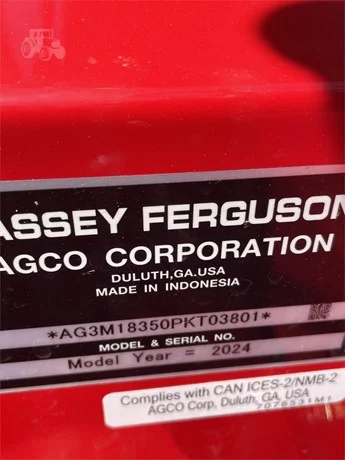 ASSEY FERGUSON
AGCO CORPORATION
DULUTH,GA.USA
MADE IN INDONESIA
*AG3M18350PKT03801*
MODEL & SERIAL NO.
Model Year = 2024
Complies with CAN ICES-2/NMB-2
AGCO Corp, Duluth, GA, USA
7078531M1